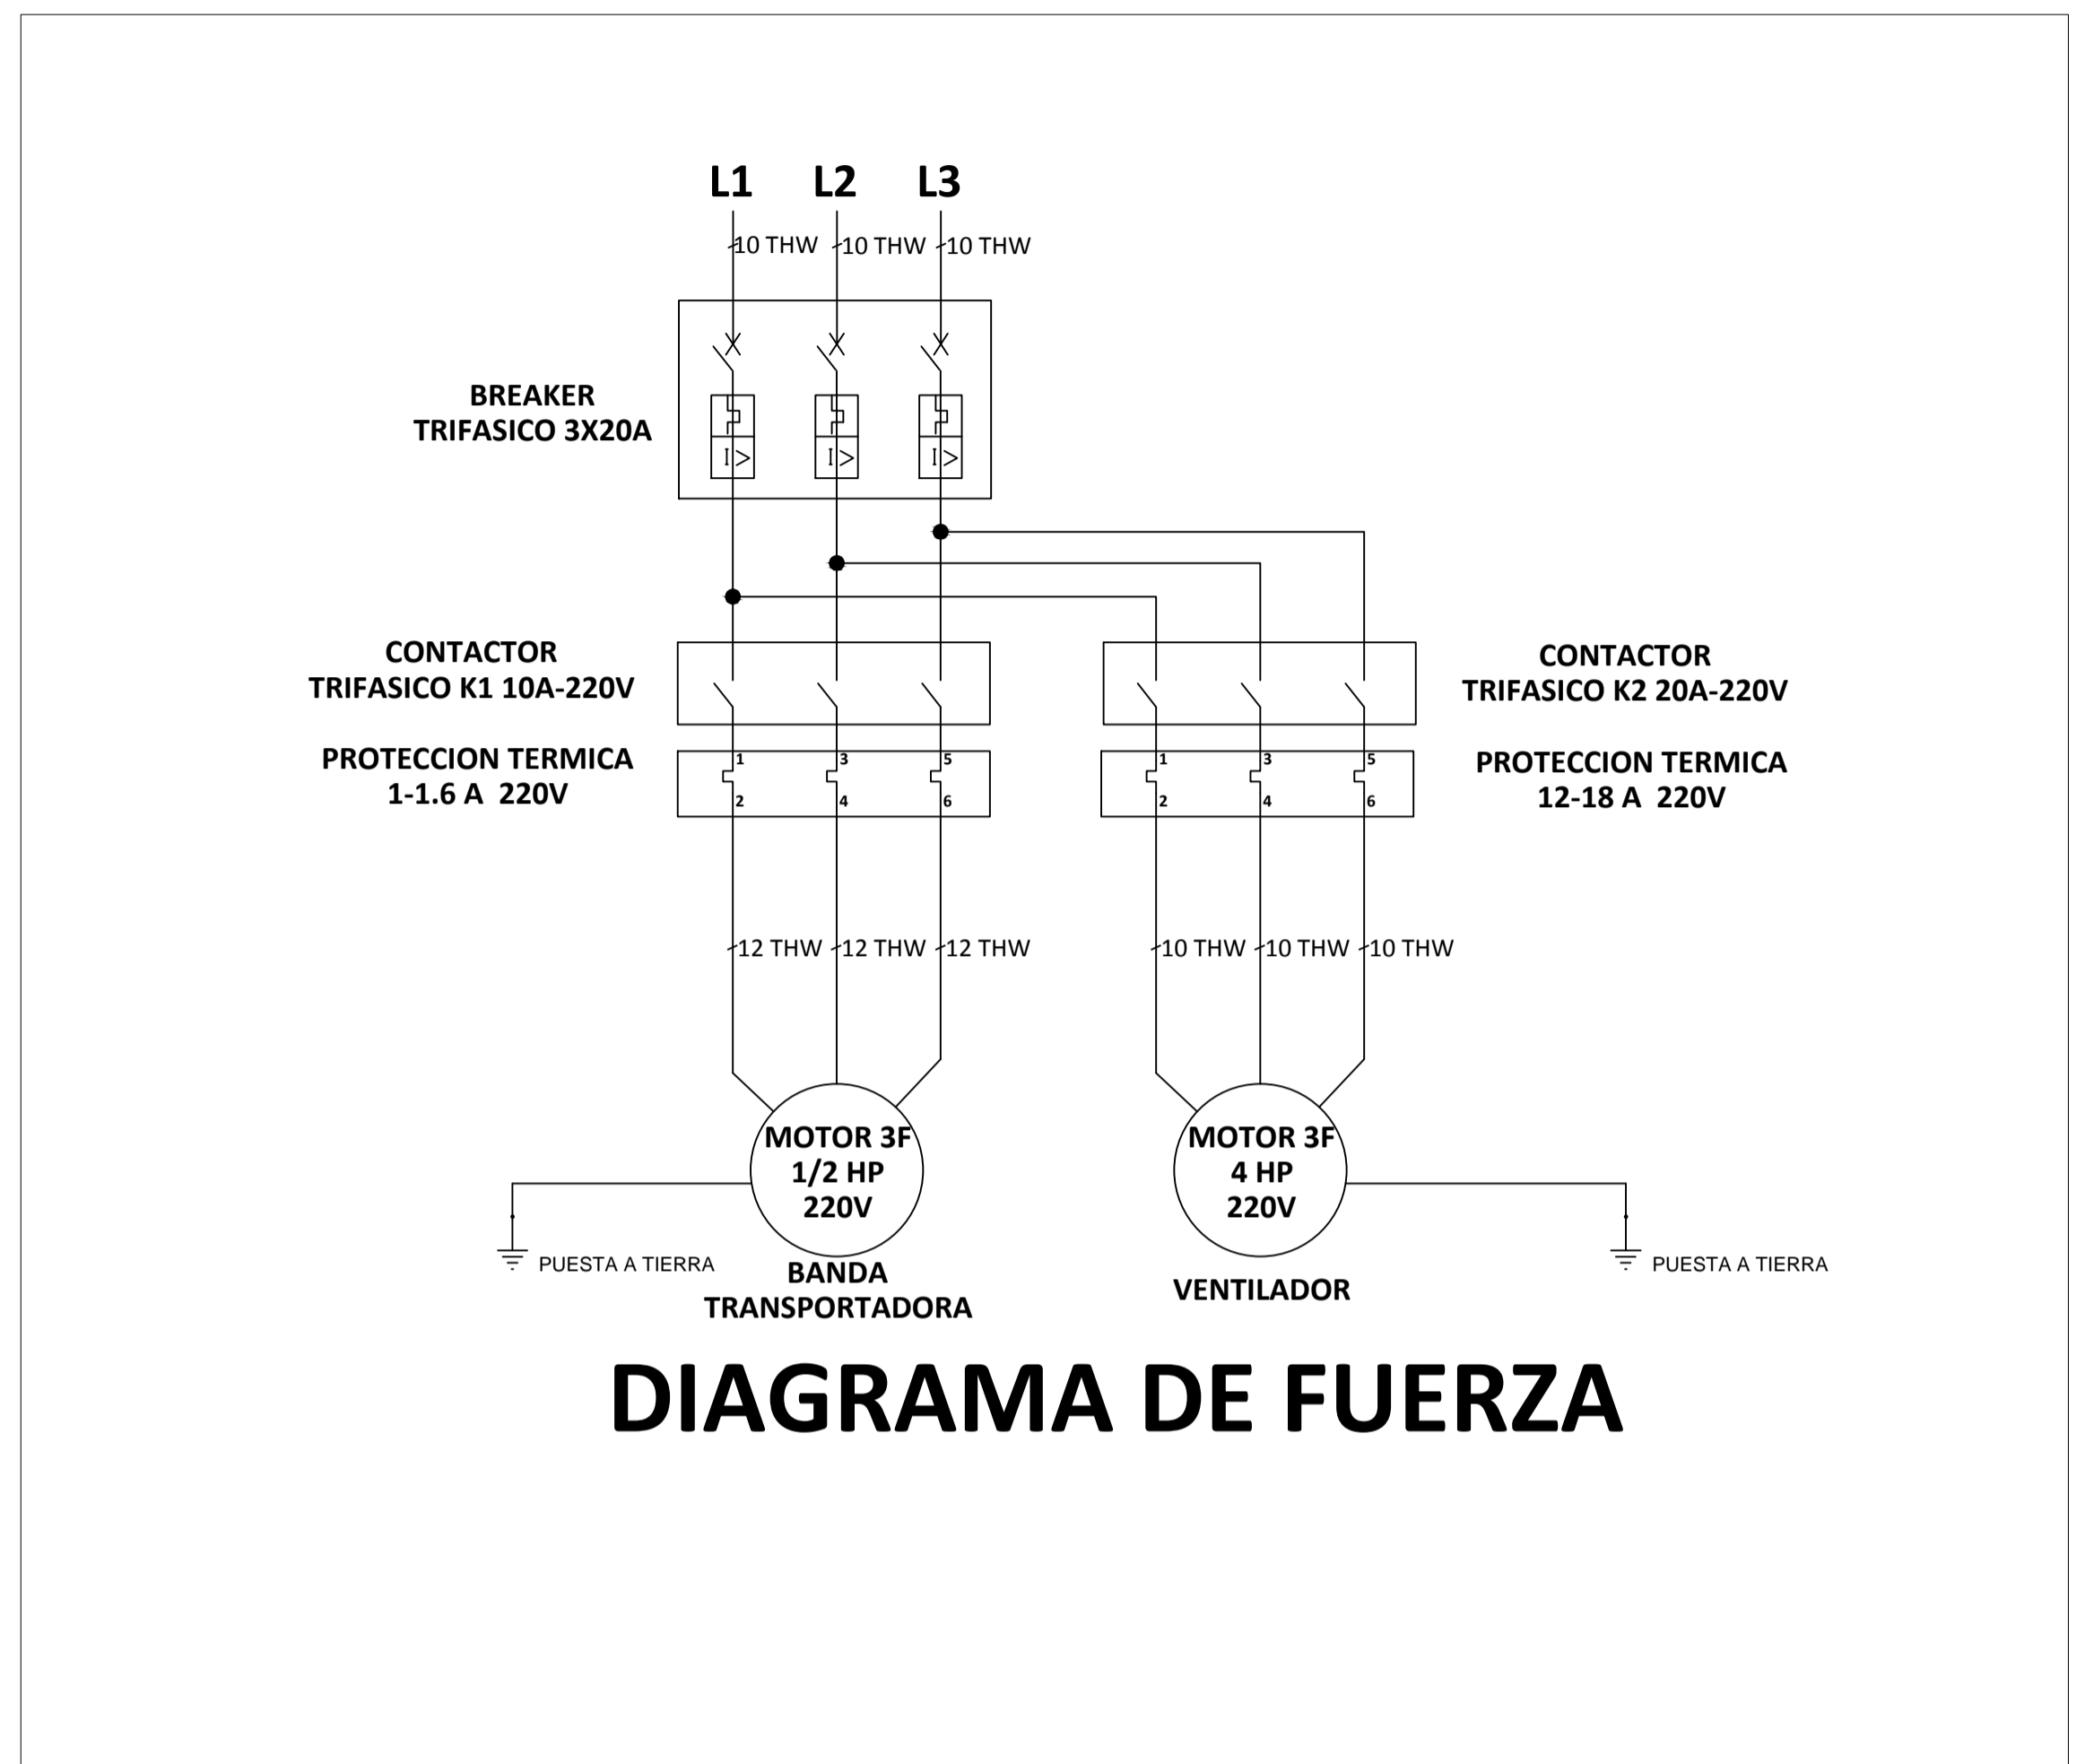 L1 L2 L3
10 THW 10 THW 10 THW
BREAKER
TRIFASICO 3X20A
I> I> I>
CONTACTOR
TRIFASICO K1 10A-220V
CONTACTOR
TRIFASICO K2 20A-220V
PROTECCION TERMICA
1-1.6 A 220V
1 3 5
2 4 6
1 3 5
2 4 6
PROTECCION TERMICA
12-18 A 220V
12 THW 12 THW 12 THW
10 THW 10 THW 10 THW
MOTOR 3F
1/2 HP
220V
MOTOR 3F
4 HP
220V
PUESTA A TIERRA
BANDA
TRANSPORTADORA
VENTILADOR
PUESTA A TIERRA
DIAGRAMA DE FUERZA